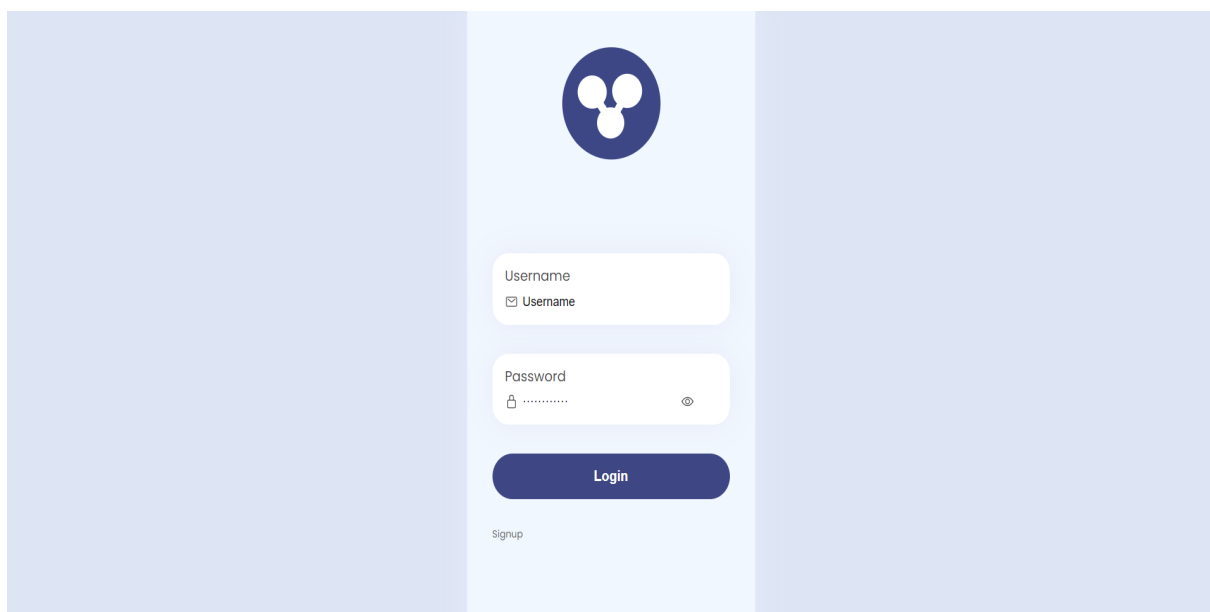 Username
Username
Password
............
Login
Signup